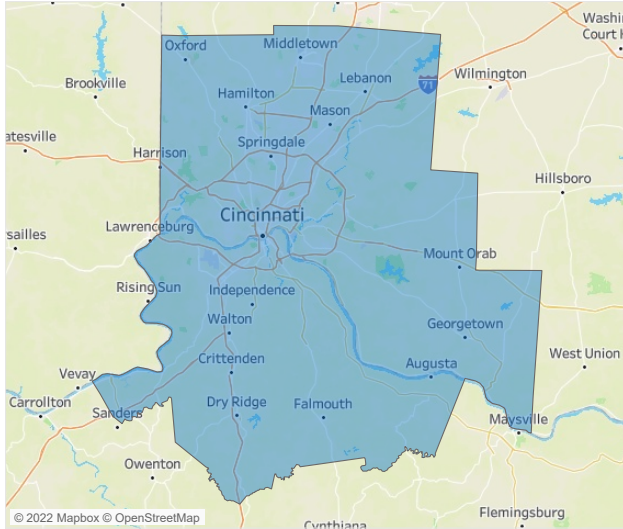 Washi
Court H
Oxford
Middletown
Lebanon
71
Wilmington
Brookville
Hamilton
Mason
atesville
Springdale
Harrison
Hillsboro
Cincinnati
Lawrenceburg
rsailles
Mount Orab
Rising Sun
Independence
Walton
Georgetown
West Union
Crittenden
Augusta
Vevay
Carrollton
Sanders
Dry Ridge
Falmouth
Maysville
Owenton
Flemingsburg
Cynthiana
© 2022 Mapbox © OpenStreetMap